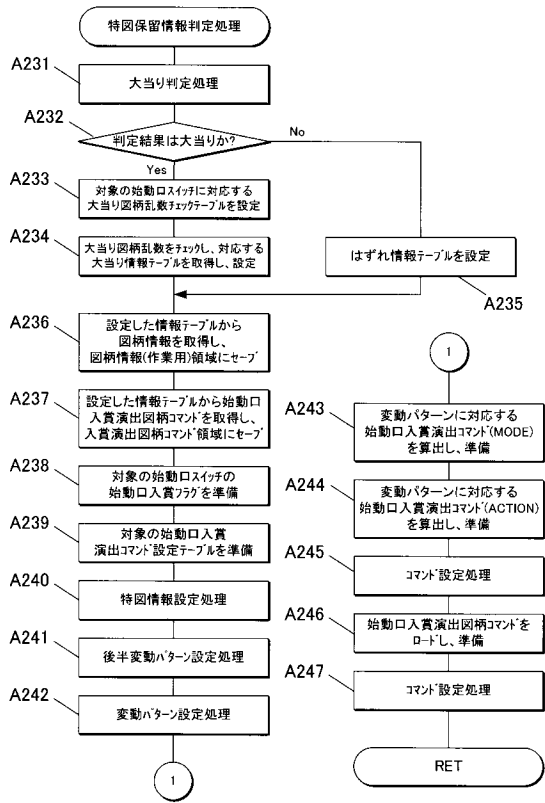 特図保留情報判定処理
A231
大当り判定処理
A232
判定結果は大当りか?
No
Yes
A233
対象の始動口スイッチに対応する
大当り図柄乱数チェックテーブルを設定
A234
大当り図柄乱数をチェックし、対応する
大当り情報テーブルを取得し、設定
はずれ情報テーブルを設定
A235
A236
設定した情報テーブルから
図柄情報を取得し、
図柄情報(作業用)領域にセーブ
A237
設定した情報テーブルから始動口
入賞演出図柄コマンドを取得し、
入賞演出図柄コマンド領域にセーブ
A238
対象の始動口スイッチの
始動口入賞フラグを準備
A239
対象の始動口入賞
演出コマンド設定テーブルを準備
A240
特図情報設定処理
A241
後半変動パターン設定処理
A242
変動パターン設定処理
1
1
A243
変動パターンに対応する
始動口入賞演出コマンド(MODE)
を算出し、準備
A244
変動パターンに対応する
始動口入賞演出コマンド(ACTION)
を算出し、準備
A245
コマンド設定処理
A246
始動口入賞演出図柄コマンドを
ロードし、準備
A247
コマンド設定処理
RET